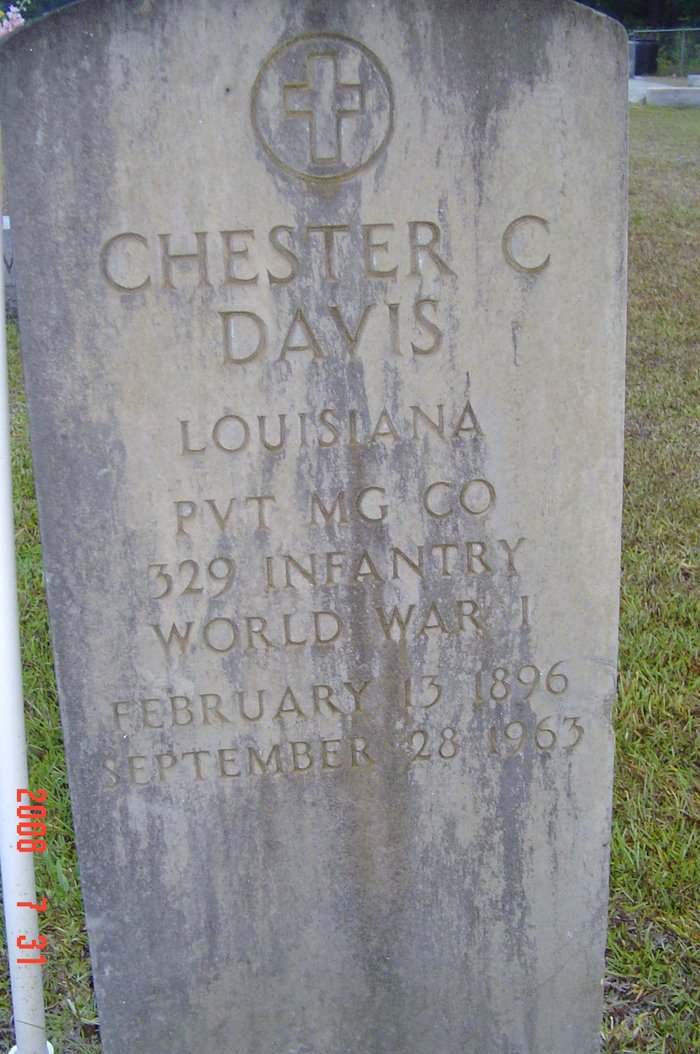 CHESTER C
DAVIS
LOUISIANA
PVT MG CO
329 INFANTRY
WORLD WAR I
FEBRUARY 13 1896
SEPTEMBER 28 1963
2008 7 31